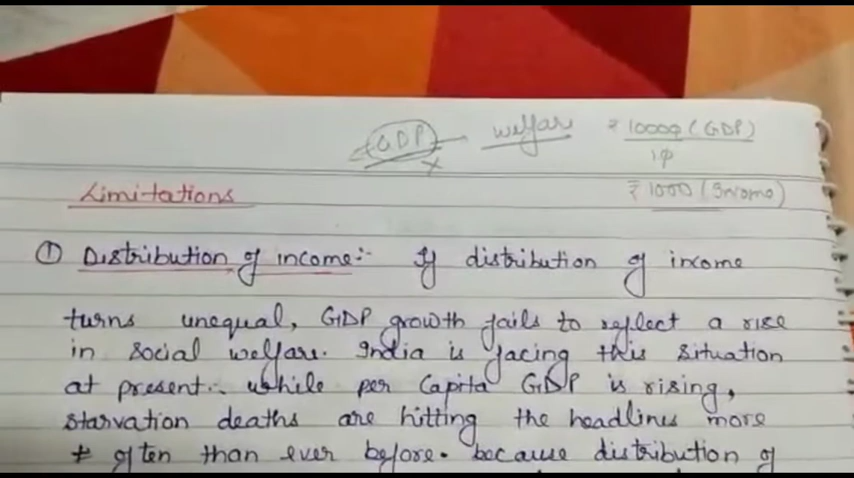 GDP welfare ₹ 10000 (GDP)
10
₹ 1000 (Income)
Limitations
① Distribution of income:- If distribution of income
turns unequal, GDP growth fails to reflect a rise
in social welfare. India is facing this situation
at present. while per Capita GDP is rising,
starvation deaths are hitting the headlines more
often than ever before. because distribution of